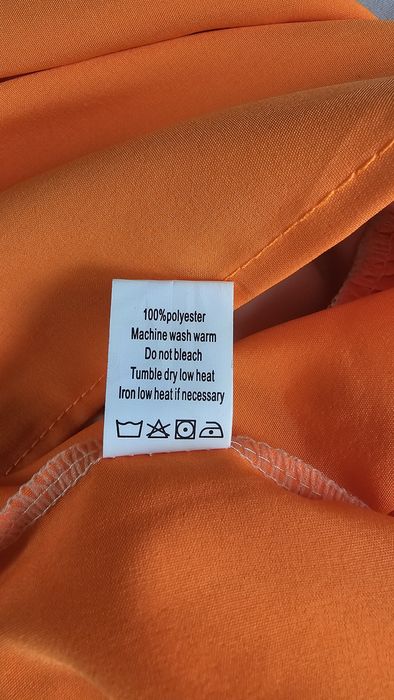 100%polyester
Machine wash warm
Do not bleach
Tumble dry low heat
Iron low heat if necessary